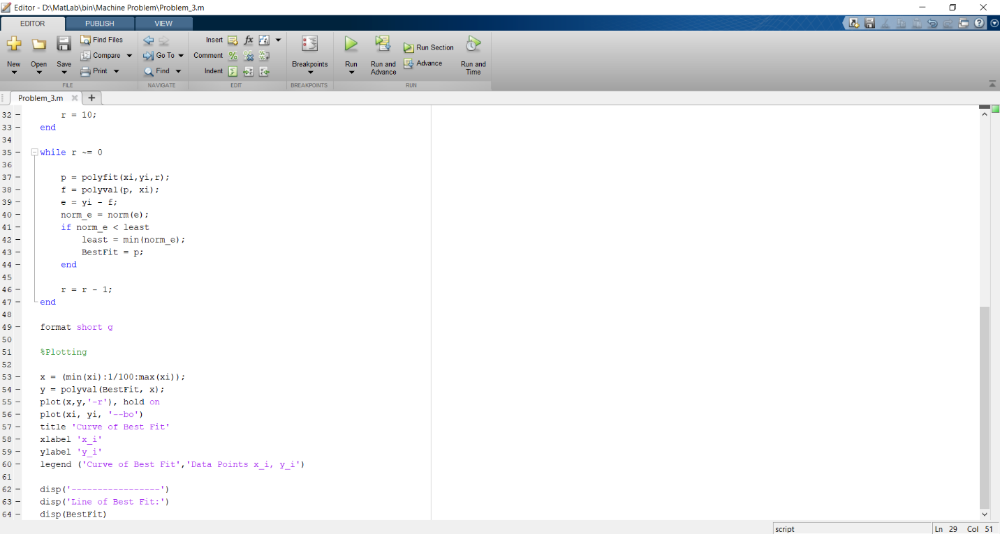 Editor - D:\MatLab\bin\Machine Problem\Problem_3.m
EDITOR PUBLISH VIEW
New Open Save Find Files Compare Print
FILE
Go To Find
NAVIGATE
Insert fx
Comment %
Indent
EDIT
Breakpoints
BREAKPOINTS
Run Run and Advance Run Section Advance Run and Time
RUN
Problem_3.m
32 – r = 10;
33 – end
34
35 – while r ~= 0
36
37 – p = polyfit(xi,yi,r);
38 – f = polyval(p, xi);
39 – e = yi - f;
40 – norm_e = norm(e);
41 – if norm_e < least
42 – least = min(norm_e);
43 – BestFit = p;
44 – end
45
46 – r = r - 1;
47 – end
48
49 – format short g
50
51 %Plotting
52
53 – x = (min(xi):1/100:max(xi));
54 – y = polyval(BestFit, x);
55 – plot(x,y,'-r'), hold on
56 – plot(xi, yi, '--bo')
57 – title 'Curve of Best Fit'
58 – xlabel 'x_i'
59 – ylabel 'y_i'
60 – legend ('Curve of Best Fit','Data Points x_i, y_i')
61
62 – disp('-----------------')
63 – disp('Line of Best Fit:')
64 – disp(BestFit)
script Ln 29 Col 51